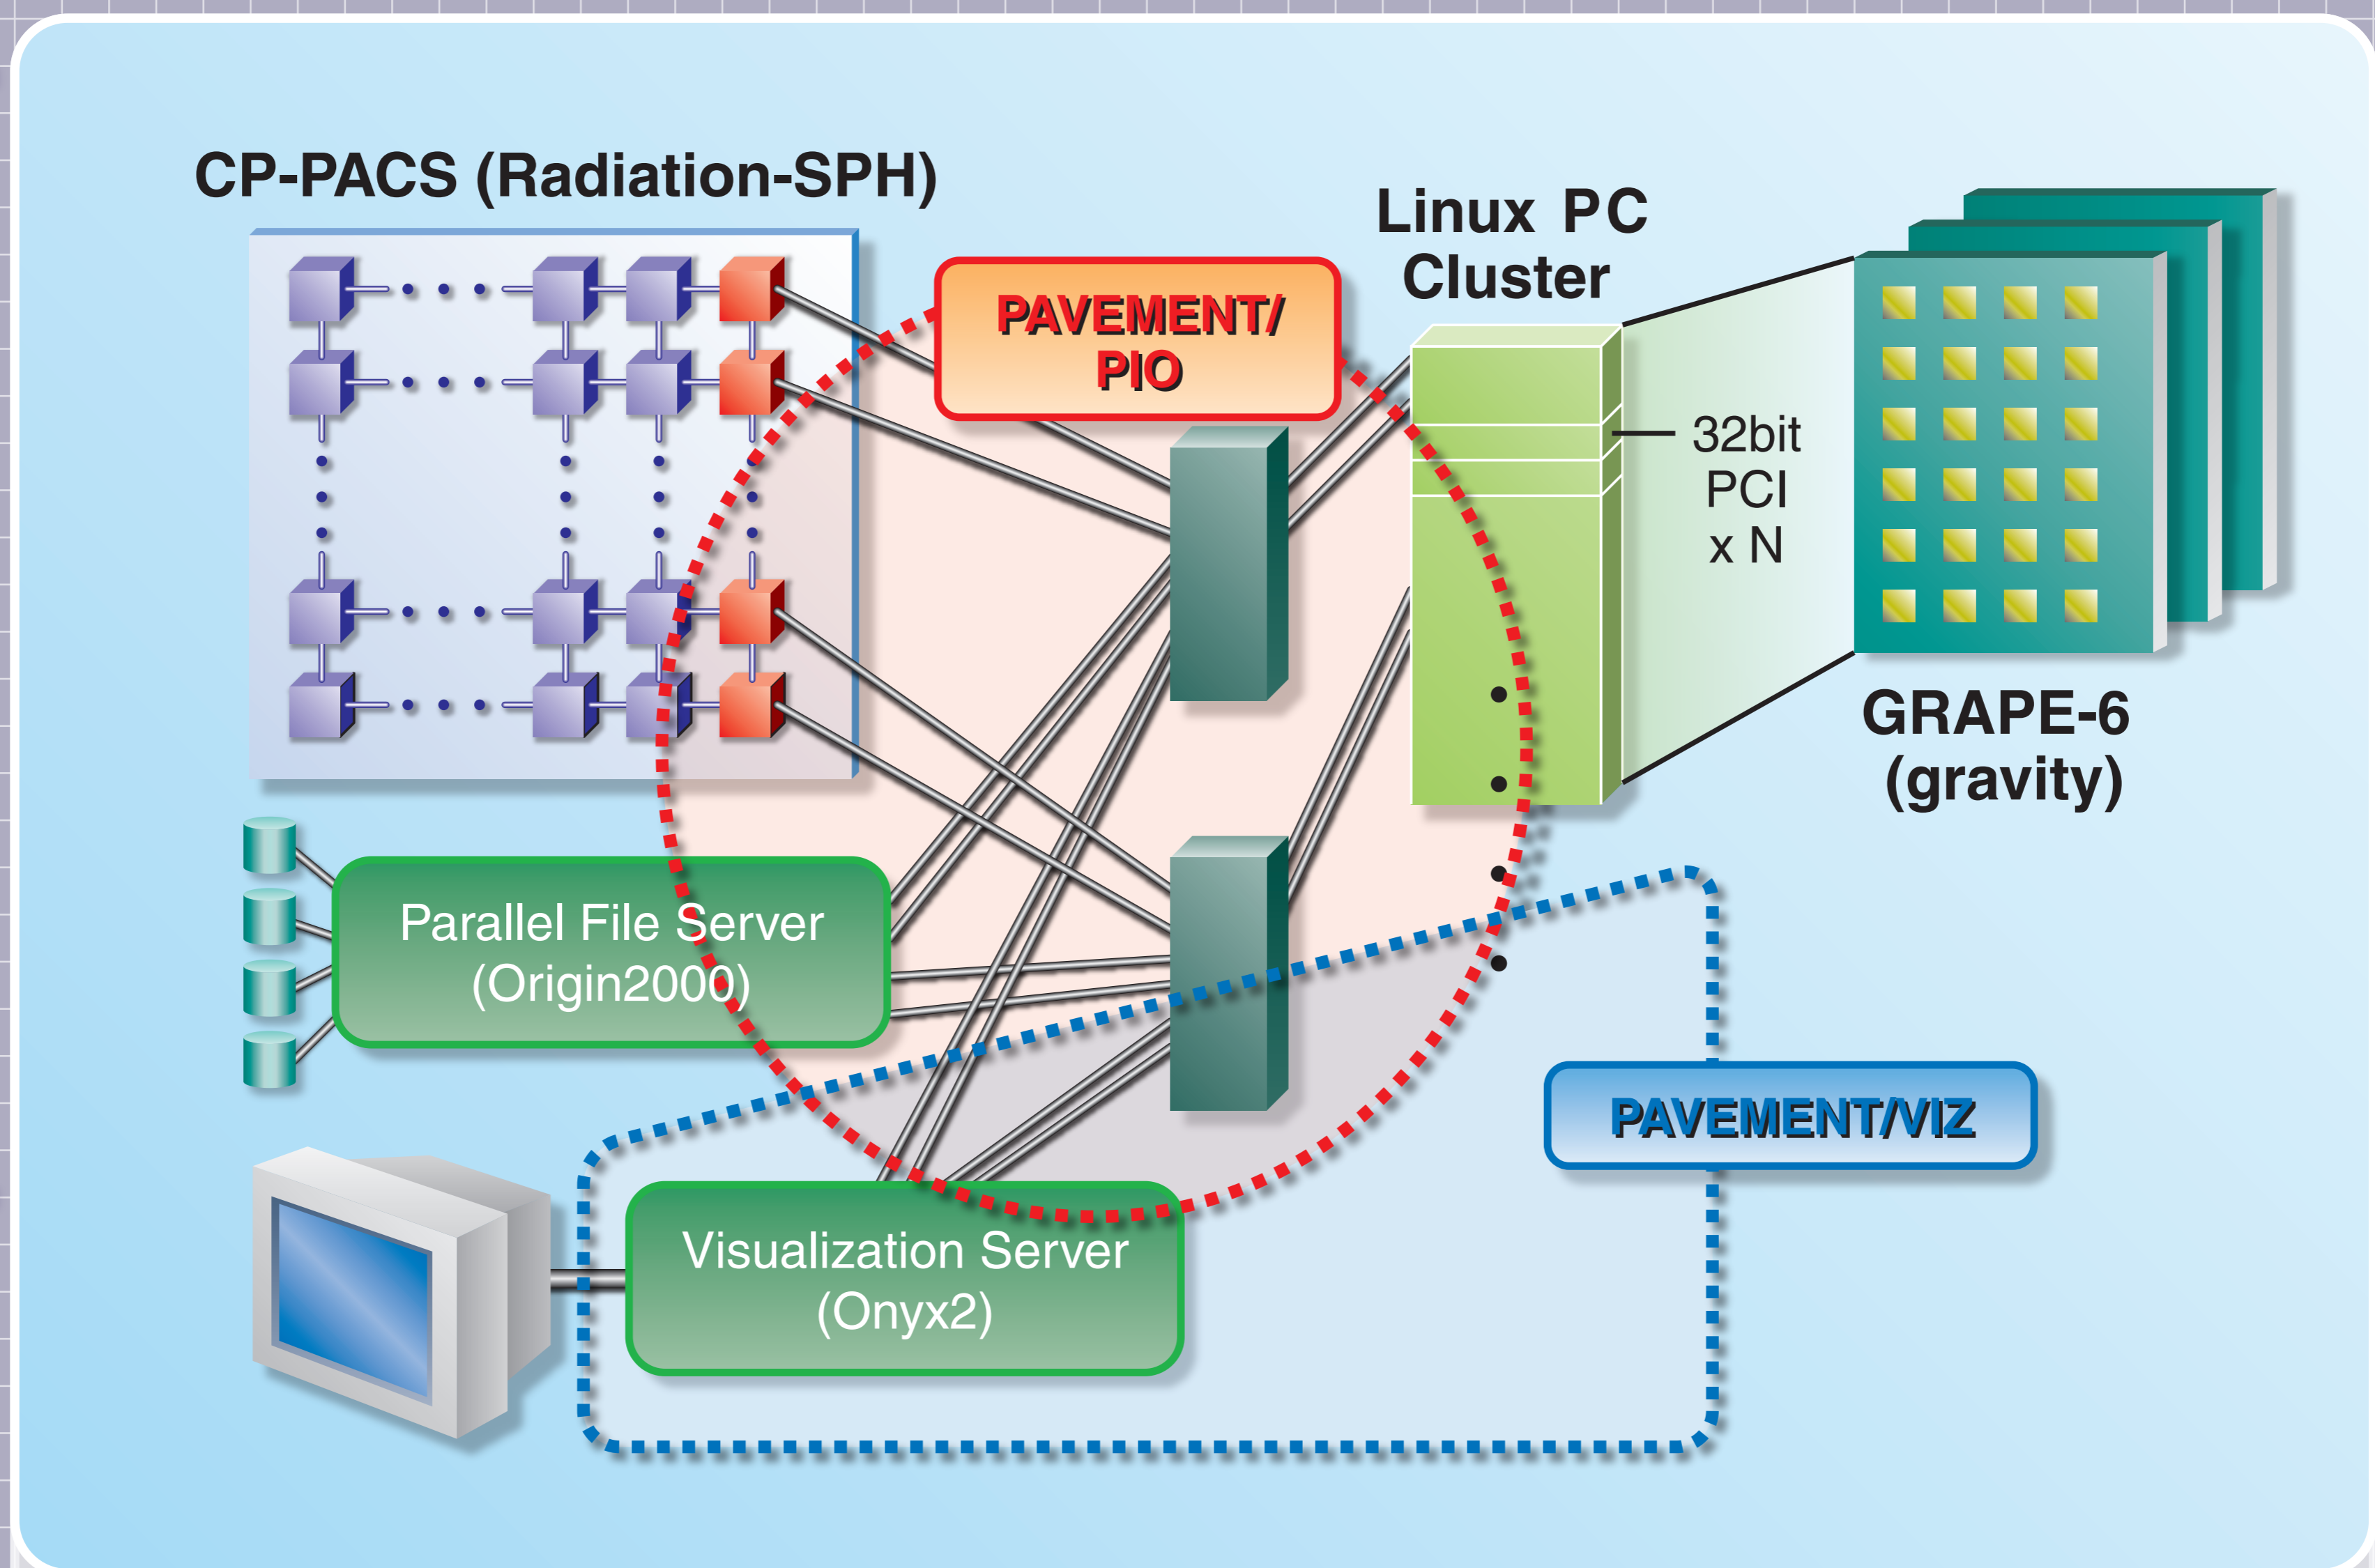 CP-PACS (Radiation-SPH)
PAVEMENT/
PIO
Linux PC
Cluster
32bit
PCI
x N
GRAPE-6
(gravity)
Parallel File Server
(Origin2000)
PAVEMENT/VIZ
Visualization Server
(Onyx2)